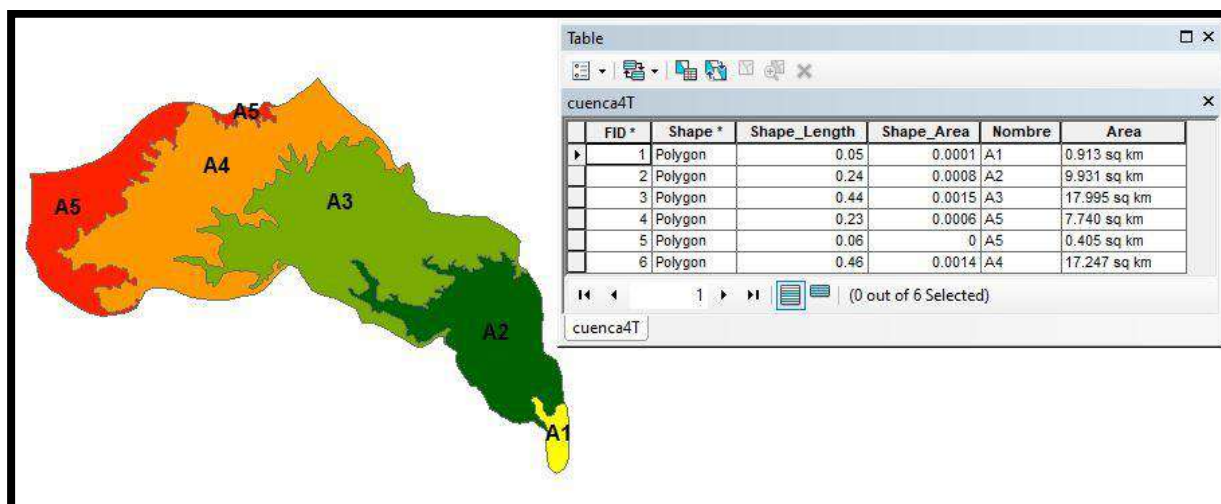 A5
A4
A5
A3
A2
A1
Table
cuenca4T
FID * Shape * Shape_Length Shape_Area Nombre Area
1 Polygon 0.05 0.0001 A1 0.913 sq km
2 Polygon 0.24 0.0008 A2 9.931 sq km
3 Polygon 0.44 0.0015 A3 17.995 sq km
4 Polygon 0.23 0.0006 A5 7.740 sq km
5 Polygon 0.06 0 A5 0.405 sq km
6 Polygon 0.46 0.0014 A4 17.247 sq km
1 (0 out of 6 Selected)
cuenca4T